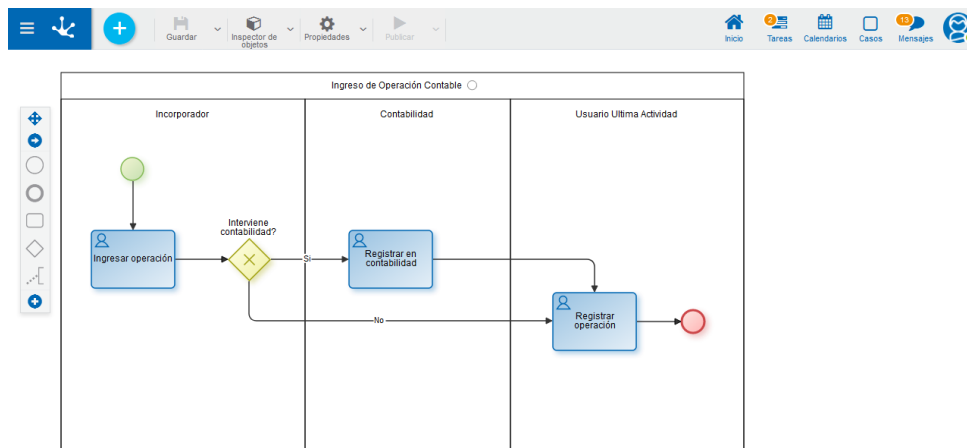 Guardar
Inspector de
objetos
Propiedades
Publicar
Inicio
2
Tareas
Calendarios
Casos
13
Mensajes
Ingreso de Operación Contable
Incorporador
Contabilidad
Usuario Ultima Actividad
Interviene
contabilidad?
Ingresar operación
Si
Registrar en
contabilidad
No
Registrar
operación